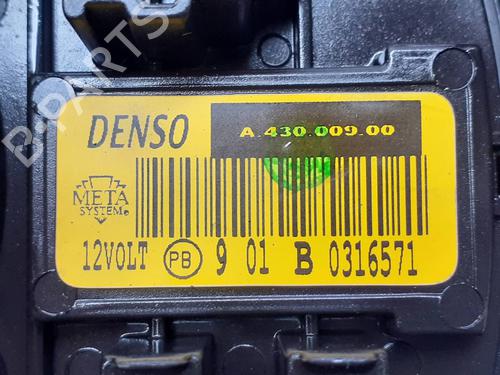 DENSO
A.430.009.00
META
SYSTEM
12VOLT PB 9 01 B 0316571
B-PARTS